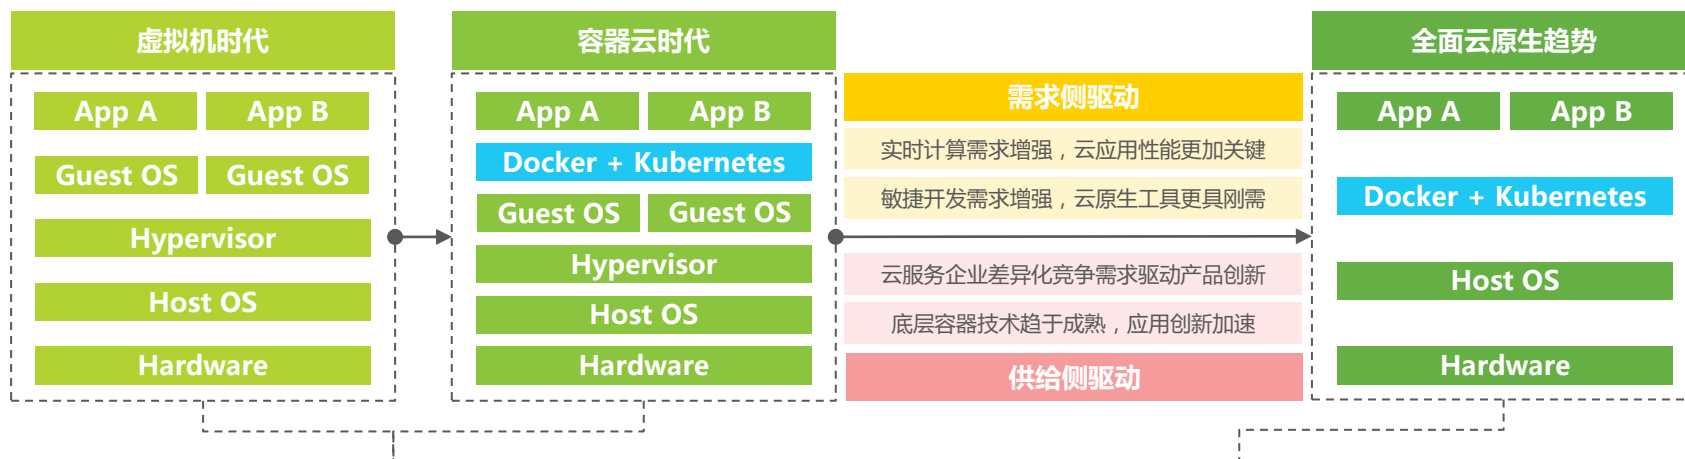 虚拟机时代
App A
App B
Guest OS
Guest OS
Hypervisor
Host OS
Hardware
容器云时代
App A
App B
Docker + Kubernetes
Guest OS
Guest OS
Hypervisor
Host OS
Hardware
需求侧驱动
实时计算需求增强，云应用性能更加关键
敏捷开发需求增强，云原生工具更具刚需
云服务企业差异化竞争需求驱动产品创新
底层容器技术趋于成熟，应用创新加速
供给侧驱动
全面云原生趋势
App A
App B
Docker + Kubernetes
Host OS
Hardware